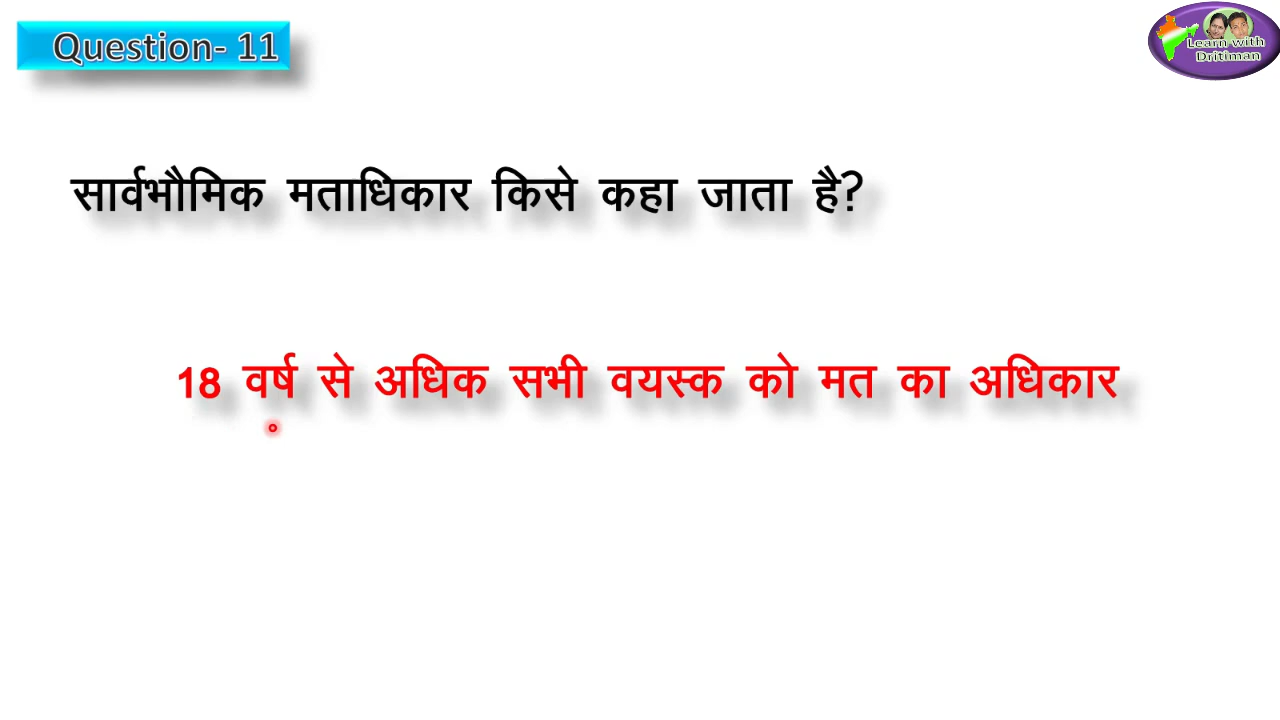 Question- 11
Learn with
Dritiman
सार्वभौमिक मताधिकार किसे कहा जाता है?
18 वर्ष से अधिक सभी वयस्क को मत का अधिकार